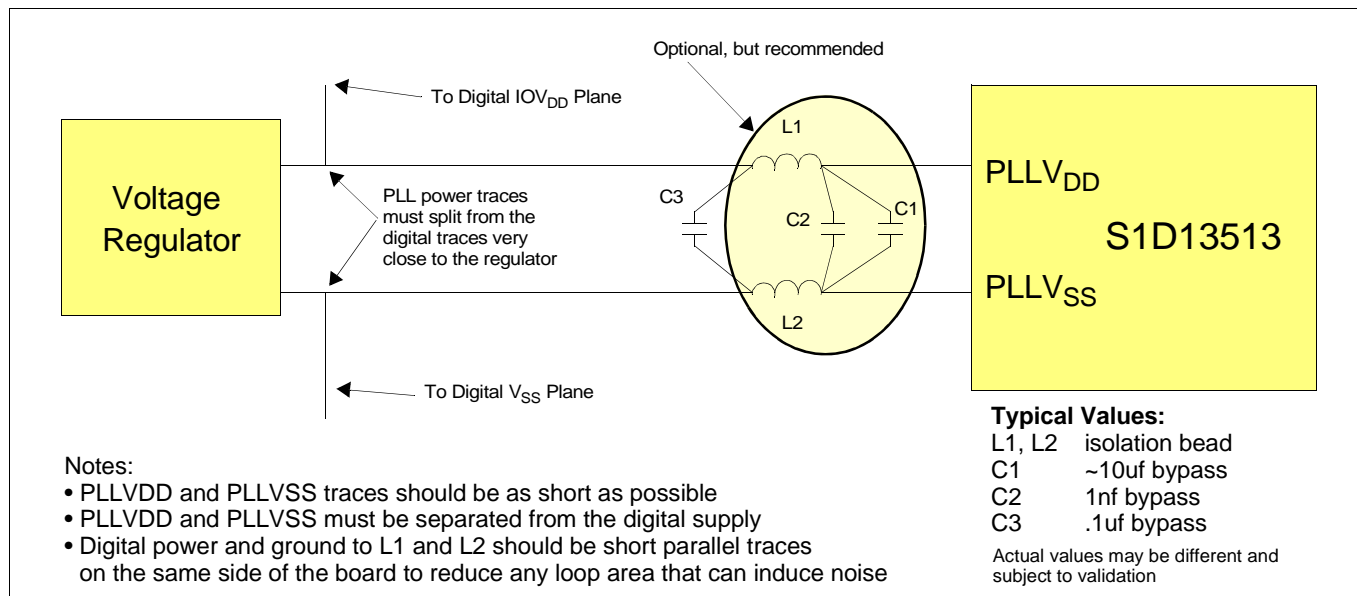 Optional, but recommended
To Digital IOVDD Plane
L1
Voltage
Regulator
PLL power traces
must split from the
digital traces very
close to the regulator
C3
C2
C1
PLLVDD
S1D13513
PLLVSS
L2
To Digital VSS Plane
Typical Values:
L1, L2 isolation bead
C1 ~10uf bypass
C2 1nf bypass
C3 .1uf bypass
Actual values may be different and
subject to validation
Notes:
• PLLVDD and PLLVSS traces should be as short as possible
• PLLVDD and PLLVSS must be separated from the digital supply
• Digital power and ground to L1 and L2 should be short parallel traces
on the same side of the board to reduce any loop area that can induce noise